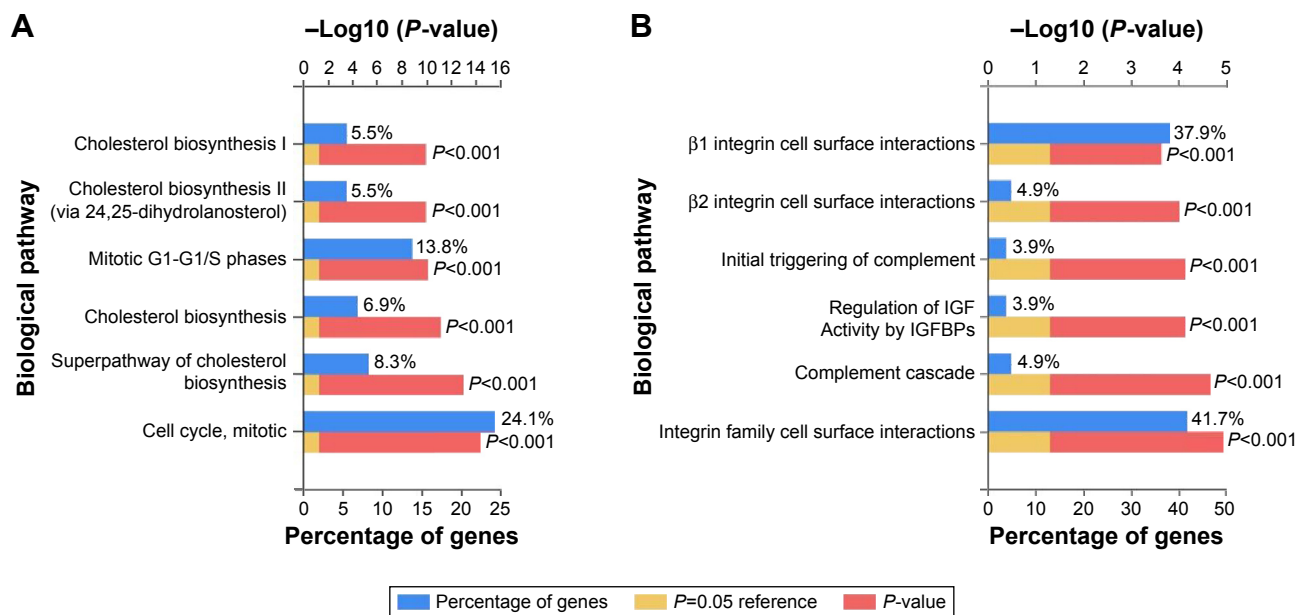 A
–Log10 (P-value)
0 2 4 6 8 10 12 14 16
Biological pathway
Cholesterol biosynthesis I
5.5%
P<0.001
Cholesterol biosynthesis II
(via 24,25-dihydrolanosterol)
5.5%
P<0.001
Mitotic G1-G1/S phases
13.8%
P<0.001
Cholesterol biosynthesis
6.9%
P<0.001
Superpathway of cholesterol
biosynthesis
8.3%
P<0.001
Cell cycle, mitotic
24.1%
P<0.001
0 5 10 15 20 25
Percentage of genes
B
–Log10 (P-value)
0 1 2 3 4 5
Biological pathway
β1 integrin cell surface interactions
37.9%
P<0.001
β2 integrin cell surface interactions
4.9%
P<0.001
Initial triggering of complement
3.9%
P<0.001
Regulation of IGF
Activity by IGFBPs
3.9%
P<0.001
Complement cascade
4.9%
P<0.001
Integrin family cell surface interactions
41.7%
P<0.001
0 10 20 30 40 50
Percentage of genes
Percentage of genes P=0.05 reference P-value